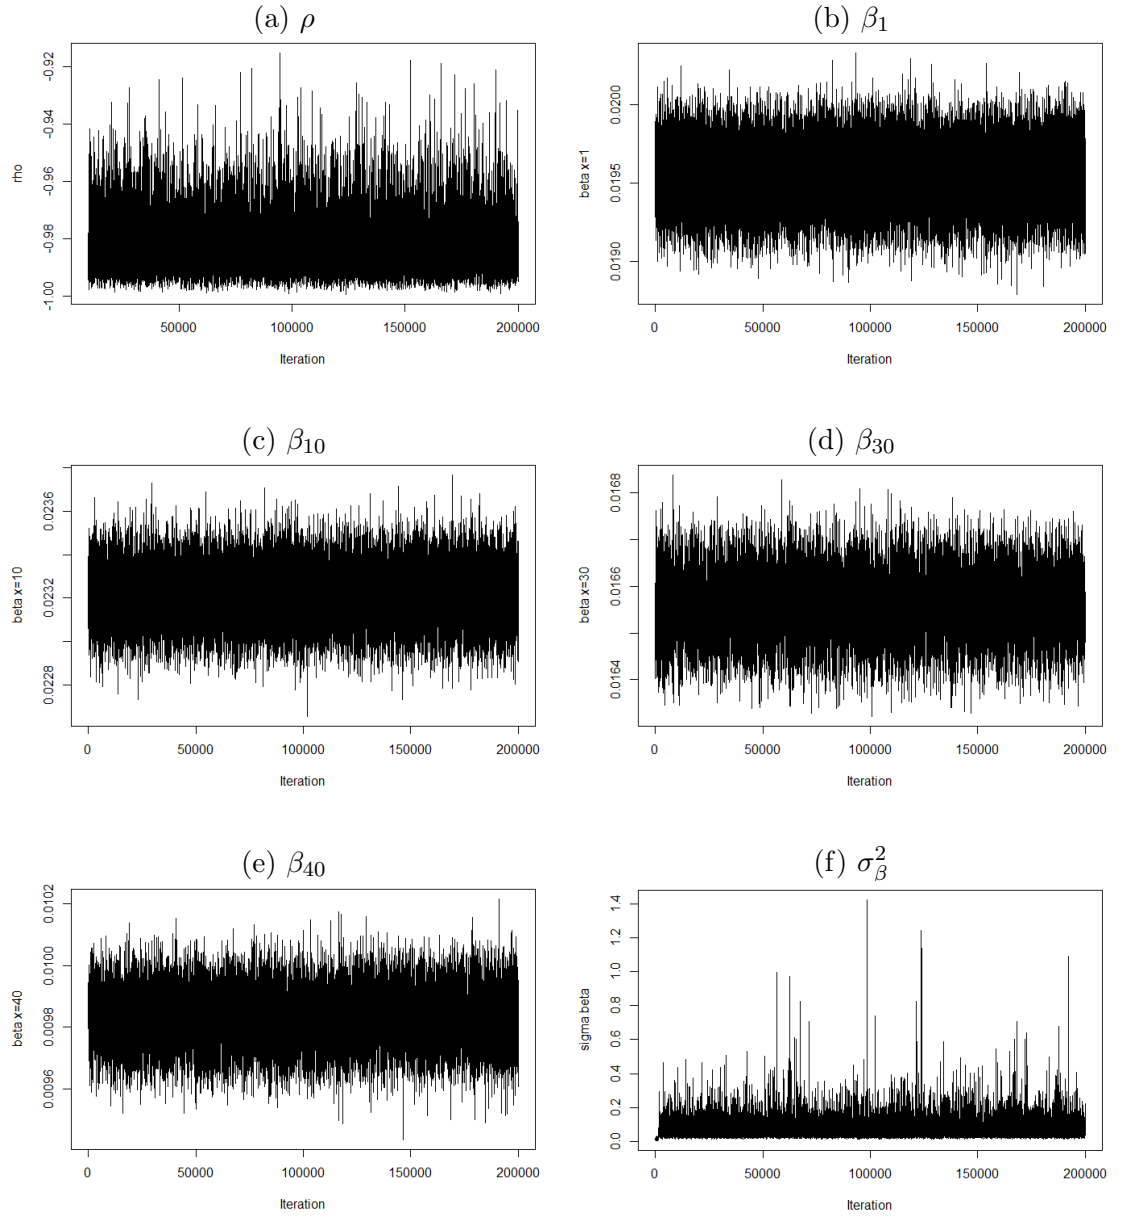 (a) ρ
-0.92
-0.94
-0.96
-0.98
-1.00
rho
50000 100000 150000 200000
Iteration
(b) β₁
0.0200
0.0195
0.0190
beta x=1
0 50000 100000 150000 200000
Iteration
(c) β₁₀
0.0236
0.0232
0.0228
beta x=10
0 50000 100000 150000 200000
Iteration
(d) β₃₀
0.0168
0.0166
0.0164
beta x=30
0 50000 100000 150000 200000
Iteration
(e) β₄₀
0.0102
0.0100
0.0098
0.0096
beta x=40
0 50000 100000 150000 200000
Iteration
(f) σ²_β
1.4
1.2
1.0
0.8
0.6
0.4
0.2
0.0
sigma beta
0 50000 100000 150000 200000
Iteration